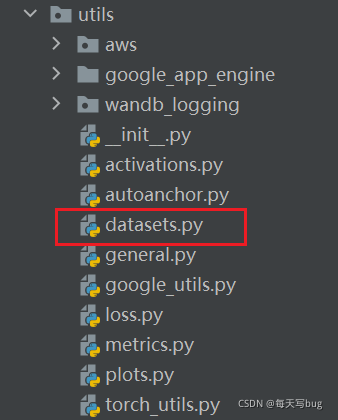 utils
aws
google_app_engine
wandb_logging
__init__.py
activations.py
autoanchor.py
datasets.py
general.py
google_utils.py
loss.py
metrics.py
plots.py
torch_utils.py
CSDN @每天写bug